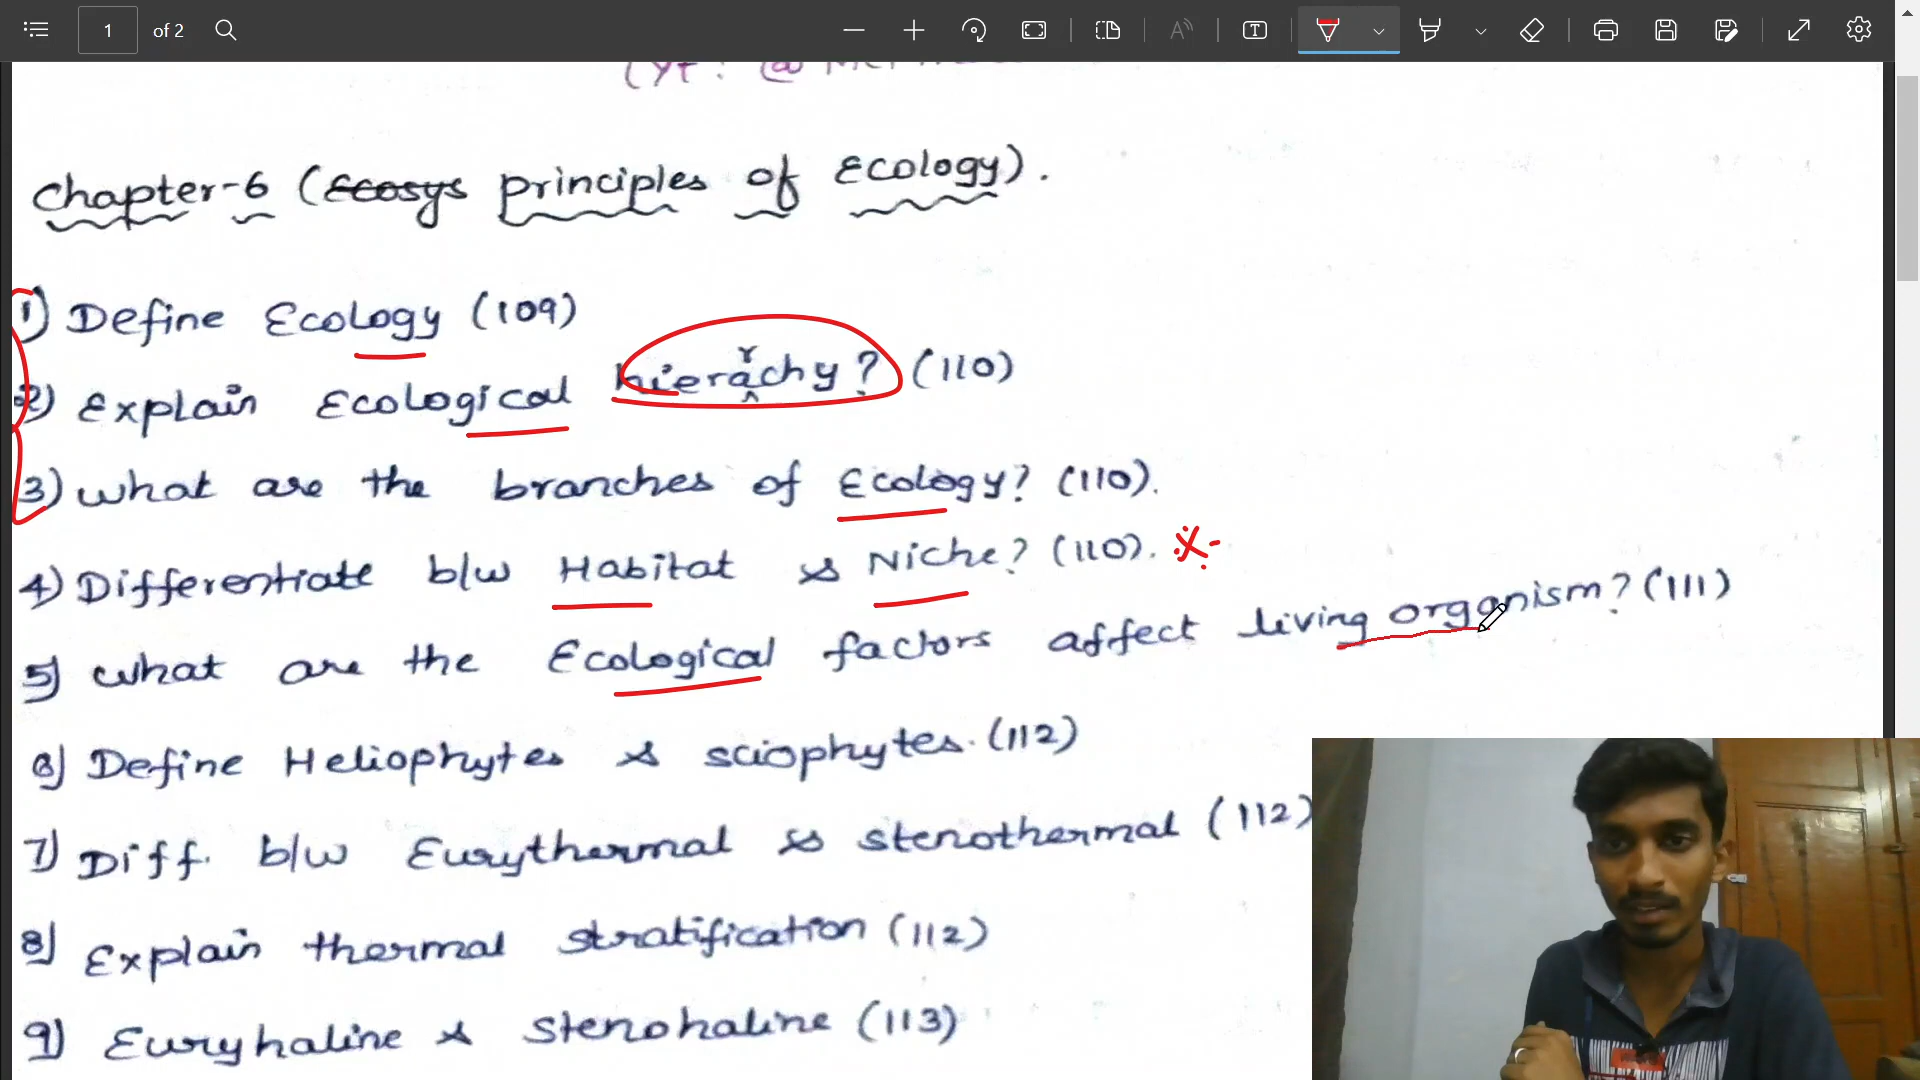 1 of 2
(YT : @
Chapter-6 (Ecosys principles of Ecology).
1) Define Ecology (109)
2) Explain Ecological hierarchy? (110)
3) what are the branches of Ecology? (110).
4) Differentiate b/w Habitat & Niche? (110).
5) what are the Ecological factors affect living organism? (111)
6) Define Heliophytes & sciophytes. (112)
7) Diff. b/w Eurythermal & stenothermal (112)
8) Explain thermal stratification (112)
9) Euryhaline & stenohaline (113)